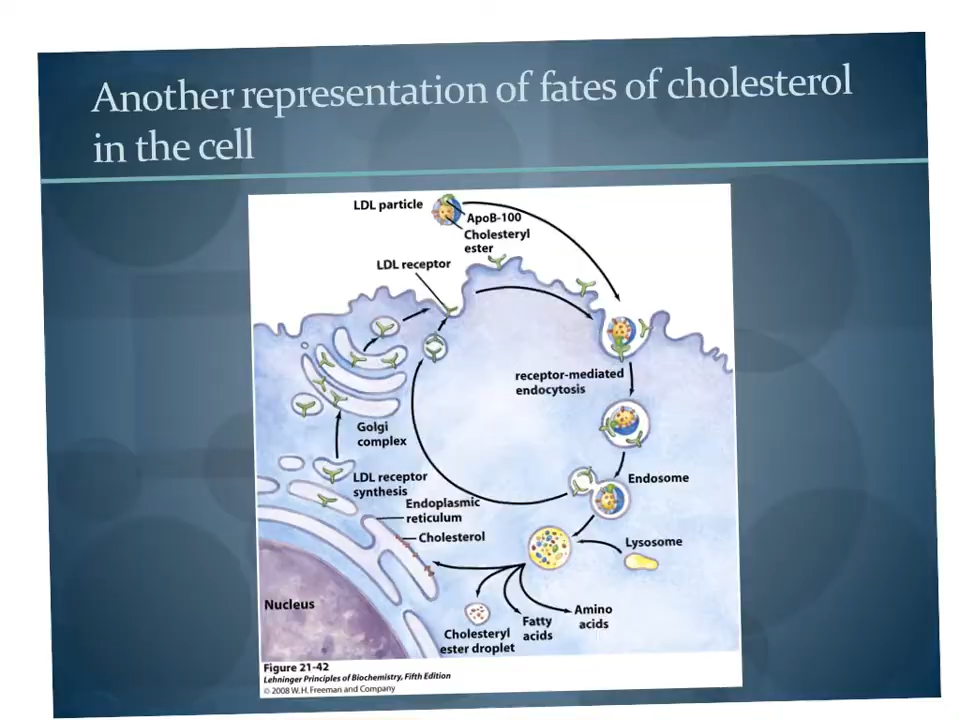 Another representation of fates of cholesterol
in the cell
LDL particle
ApoB-100
Cholesteryl
ester
LDL receptor
receptor-mediated
endocytosis
Golgi
complex
LDL receptor
synthesis
Endosome
Endoplasmic
reticulum
Cholesterol
Lysosome
Nucleus
Amino
acids
Fatty
acids
Cholesteryl
ester droplet
Figure 21-42
Lehninger Principles of Biochemistry, Fifth Edition
© 2008 W.H. Freeman and Company